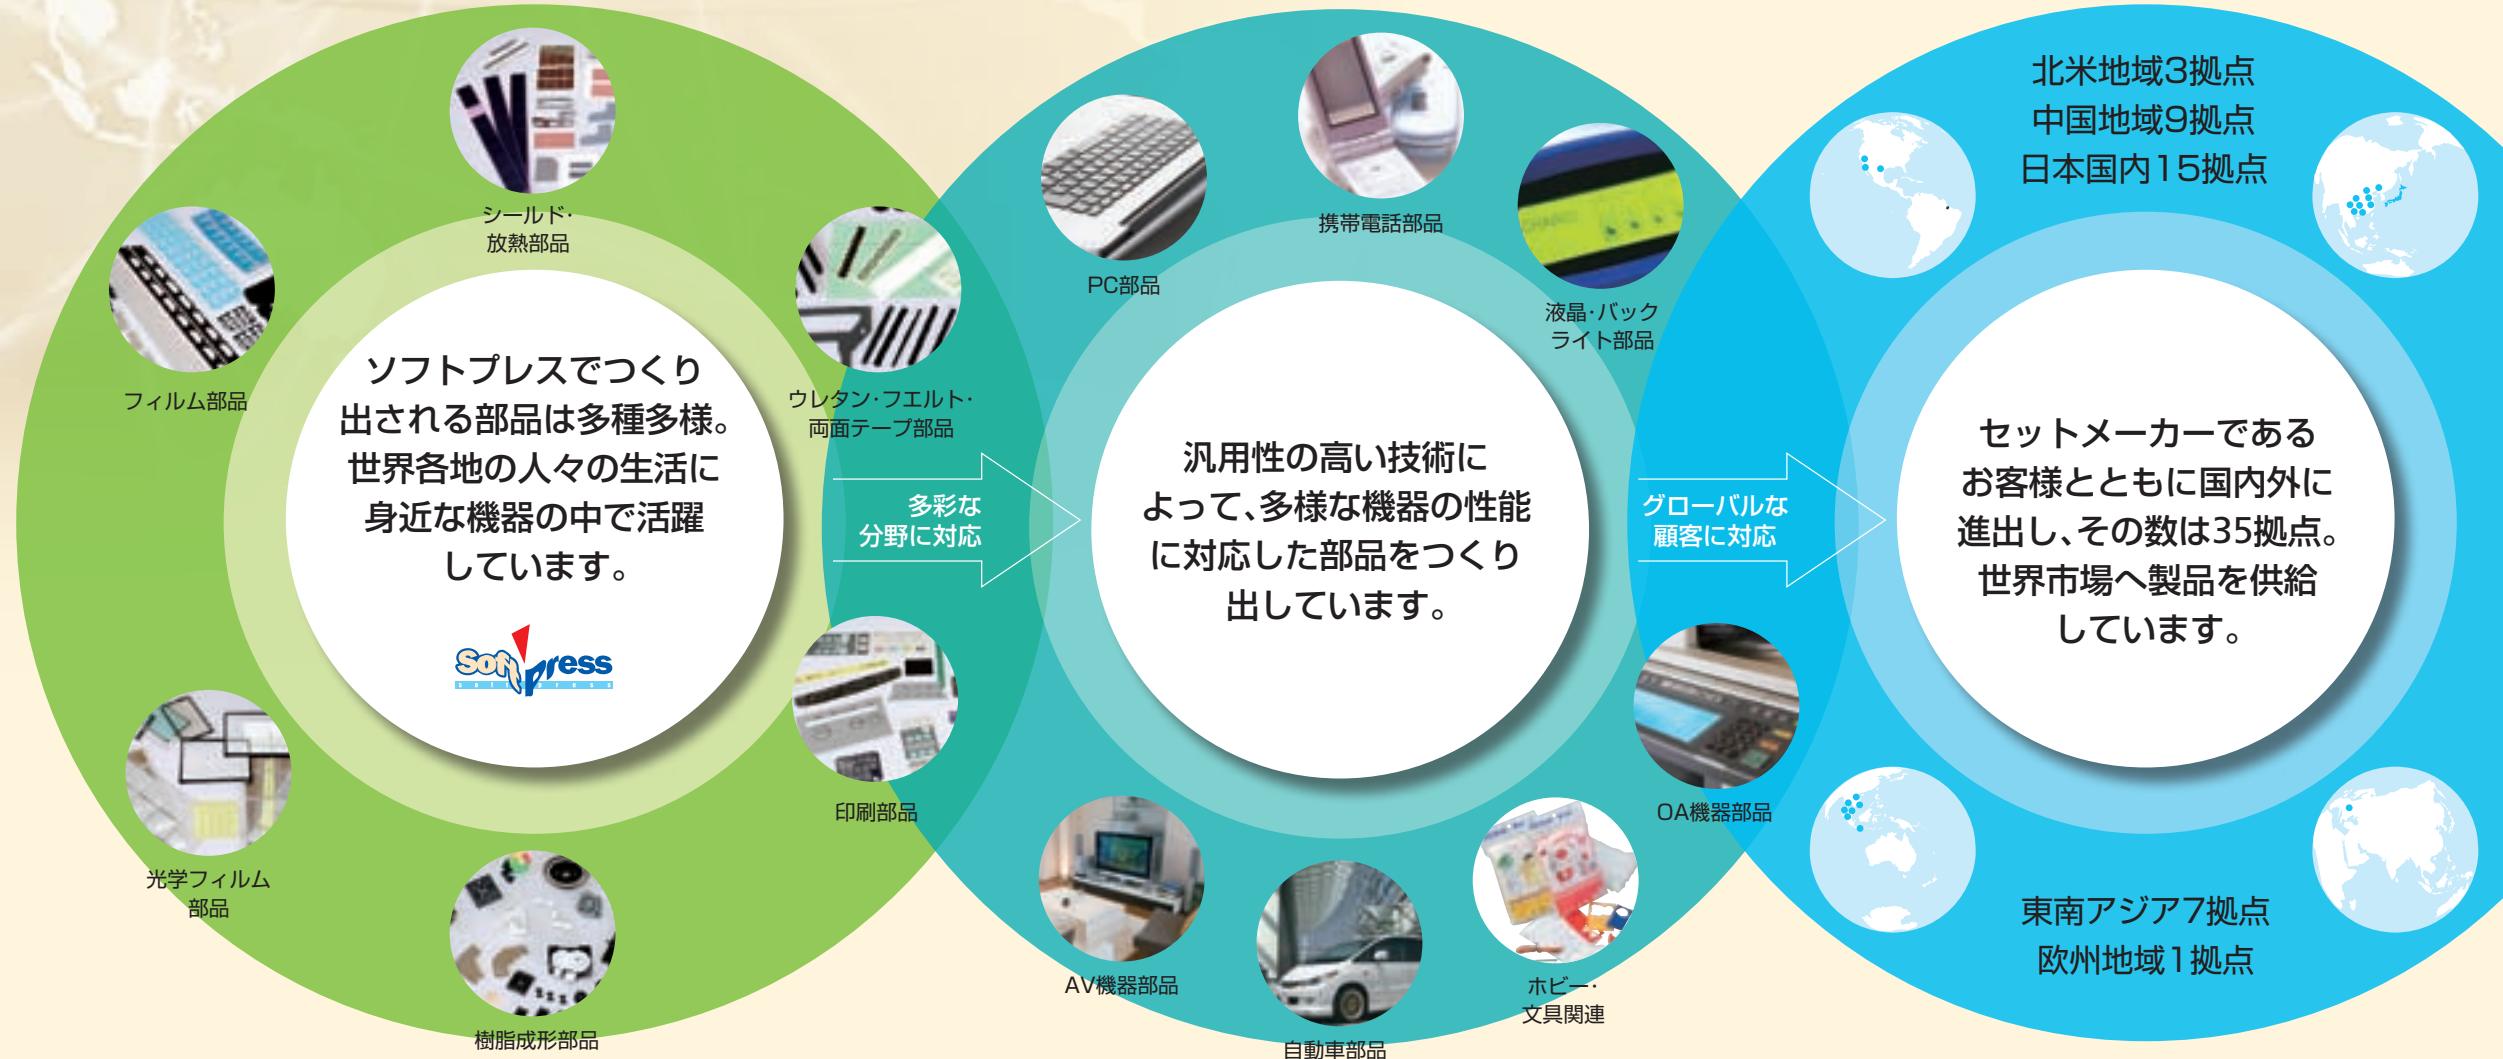 シールド・
放熱部品
フィルム部品
ウレタン・フエルト・
両面テープ部品
ソフトプレスでつくり
出される部品は多種多様。
世界各地の人々の生活に
身近な機器の中で活躍
しています。
Soft Press
soft press
印刷部品
光学フィルム
部品
樹脂成形部品
多彩な
分野に対応
PC部品
携帯電話部品
液晶・バック
ライト部品
汎用性の高い技術に
よって、多様な機器の性能
に対応した部品をつくり
出しています。
OA機器部品
AV機器部品
自動車部品
ホビー・
文具関連
グローバルな
顧客に対応
北米地域3拠点
中国地域9拠点
日本国内15拠点
セットメーカーである
お客様とともに国内外に
進出し、その数は35拠点。
世界市場へ製品を供給
しています。
東南アジア7拠点
欧州地域1拠点